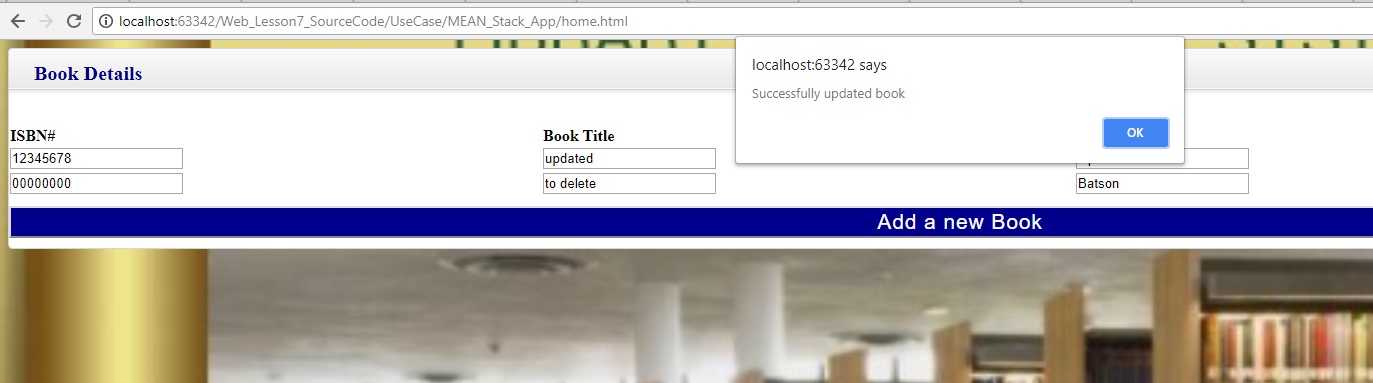 localhost:63342/Web_Lesson7_SourceCode/UseCase/MEAN_Stack_App/home.html
localhost:63342 says
Successfully updated book
OK
Book Details
ISBN# Book Title
12345678 updated
00000000 to delete Batson
Add a new Book